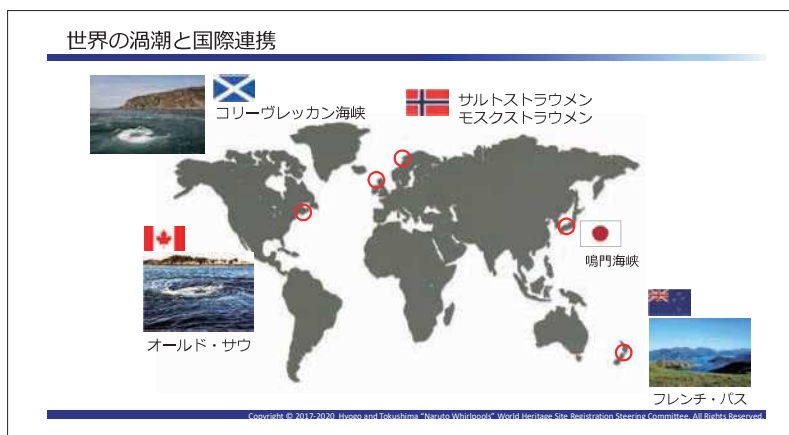 世界の渦潮と国際連携
コリーヴレッカン海峡
サルトストラウメン
モスクストラウメン
鳴門海峡
オールド・サウ
フレンチ・パス
Copyright © 2017-2020 Hyogo and Tokushima "Naruto Whirlpools" World Heritage Site Registration Steering Committee. All Rights Reserved.